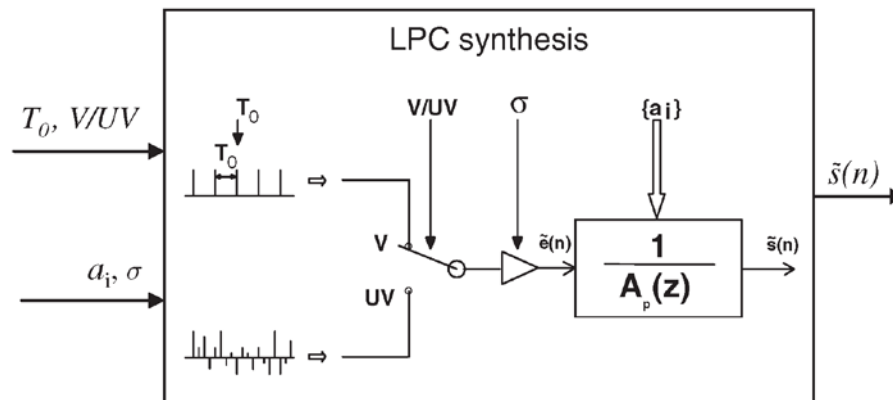 LPC synthesis
T₀, V/UV
T₀
T₀
V/UV
σ
{aᵢ}
s̃(n)
V
ẽ(n)
1
Aₚ(z)
s̃(n)
aᵢ, σ
UV